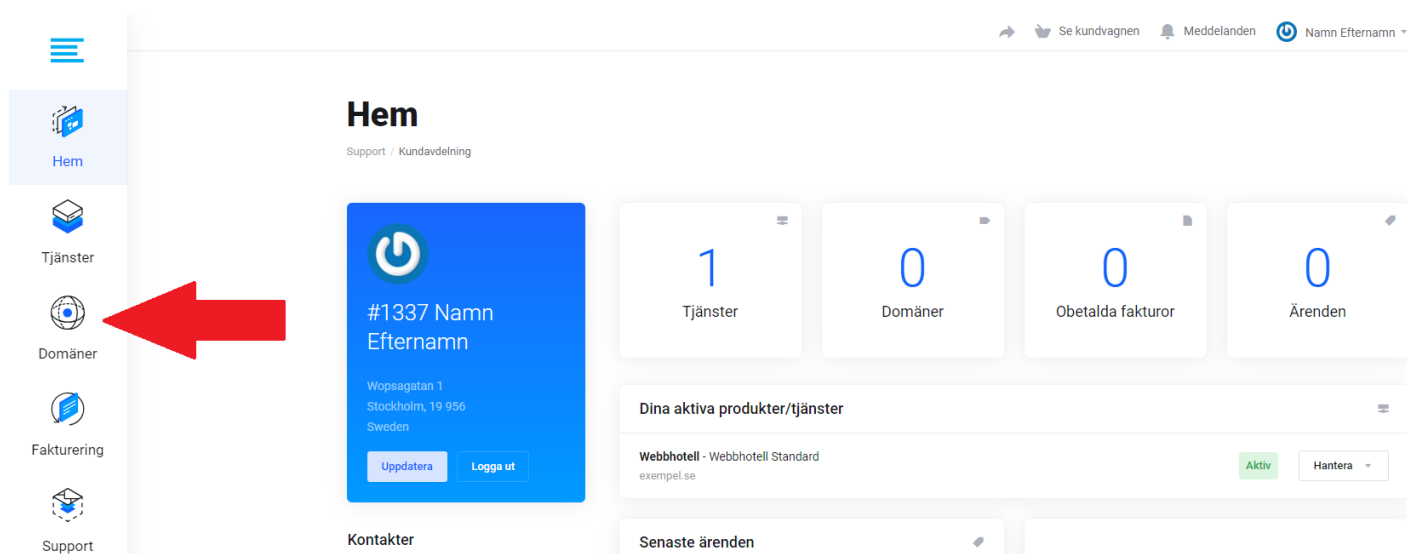 Se kundvagnen
Meddelanden
Namn Efternamn
Hem
Tjänster
Domäner
Fakturering
Support
Hem
Support / Kundavdelning
#1337 Namn
Efternamn
Wopsagatan 1
Stockholm, 19 956
Sweden
Uppdatera
Logga ut
Kontakter
1
Tjänster
0
Domäner
0
Obetalda fakturor
0
Ärenden
Dina aktiva produkter/tjänster
Webbhotell - Webbhotell Standard
exempel.se
Aktiv
Hantera
Senaste ärenden